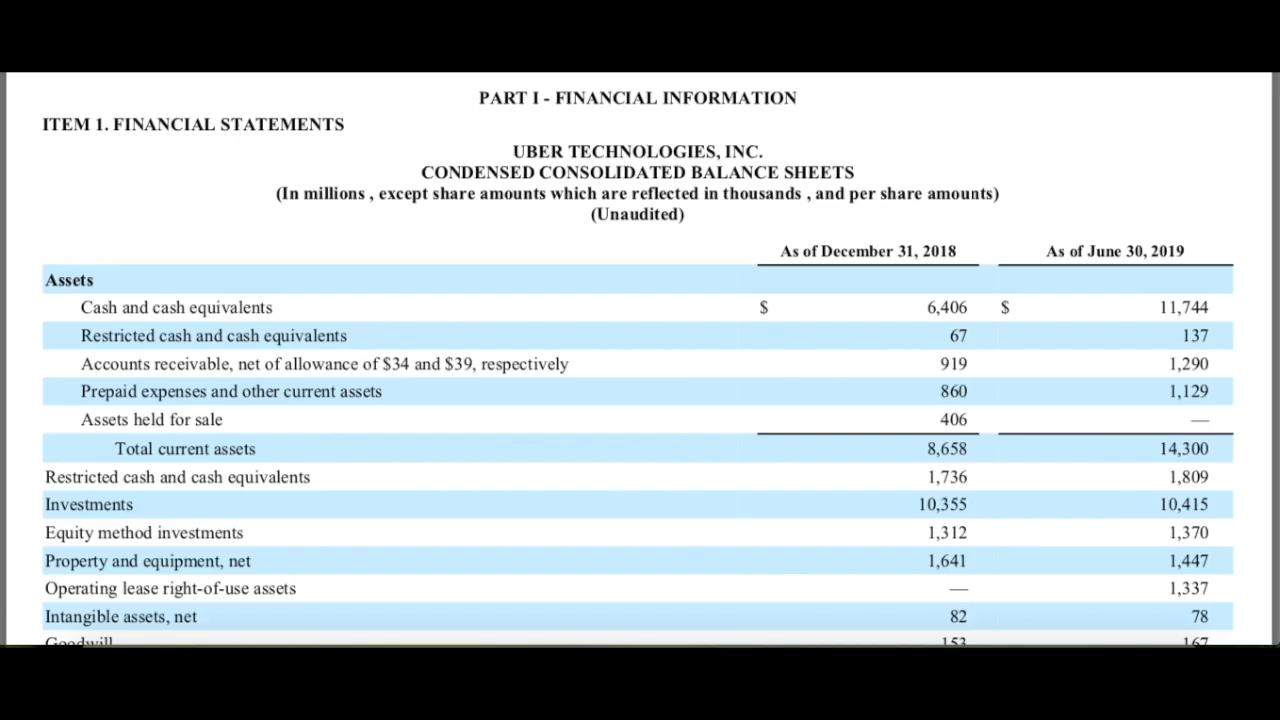 PART I - FINANCIAL INFORMATION
ITEM 1. FINANCIAL STATEMENTS
UBER TECHNOLOGIES, INC.
CONDENSED CONSOLIDATED BALANCE SHEETS
(In millions , except share amounts which are reflected in thousands , and per share amounts)
(Unaudited)
As of December 31, 2018 As of June 30, 2019
Assets
Cash and cash equivalents $ 6,406 $ 11,744
Restricted cash and cash equivalents 67 137
Accounts receivable, net of allowance of $34 and $39, respectively 919 1,290
Prepaid expenses and other current assets 860 1,129
Assets held for sale 406 —
Total current assets 8,658 14,300
Restricted cash and cash equivalents 1,736 1,809
Investments 10,355 10,415
Equity method investments 1,312 1,370
Property and equipment, net 1,641 1,447
Operating lease right-of-use assets — 1,337
Intangible assets, net 82 78
Goodwill 153 167